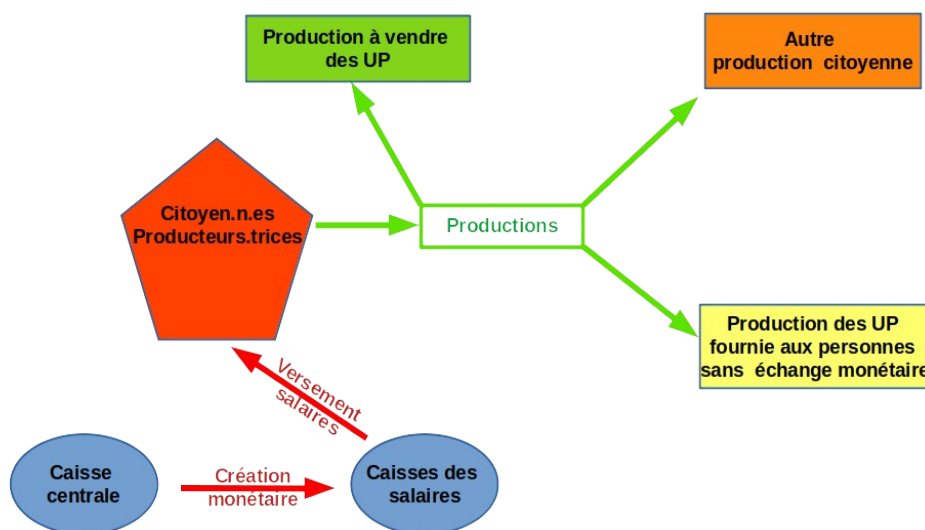 Production à vendre
des UP
Autre
production citoyenne
Citoyen.n.es
Producteurs.trices
Productions
Production des UP
fournie aux personnes
sans échange monétaire
Versement
salaires
Caisse
centrale
Création
monétaire
Caisses des
salaires